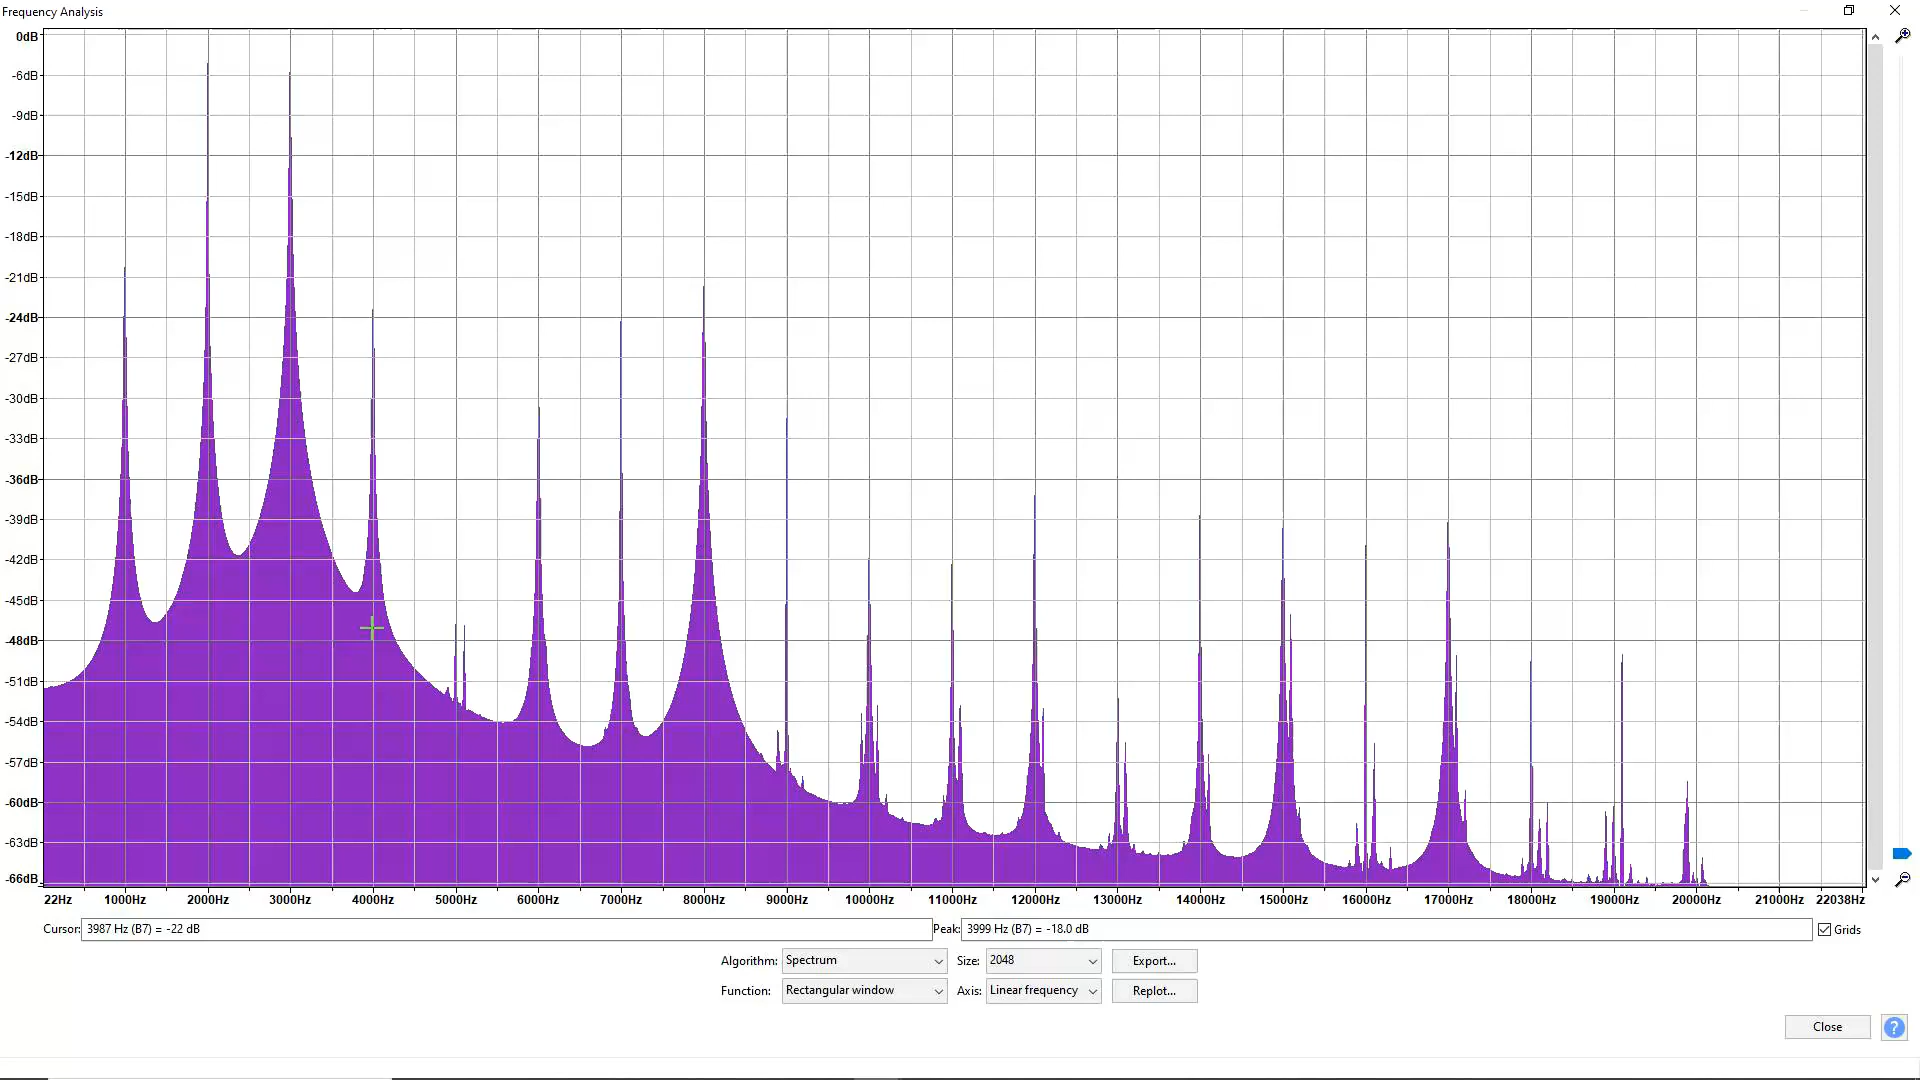 Frequency Analysis
0dB
-6dB
-9dB
-12dB
-15dB
-18dB
-21dB
-24dB
-27dB
-30dB
-33dB
-36dB
-39dB
-42dB
-45dB
-48dB
-51dB
-54dB
-57dB
-60dB
-63dB
-66dB
22Hz 1000Hz 2000Hz 3000Hz 4000Hz 5000Hz 6000Hz 7000Hz 8000Hz 9000Hz 10000Hz 11000Hz 12000Hz 13000Hz 14000Hz 15000Hz 16000Hz 17000Hz 18000Hz 19000Hz 20000Hz 21000Hz 22038Hz
Cursor: 3987 Hz (B7) = -22 dB Peak: 3999 Hz (B7) = -18.0 dB Grids
Algorithm: Spectrum Size: 2048 Export...
Function: Rectangular window Axis: Linear frequency Replot...
Close ?